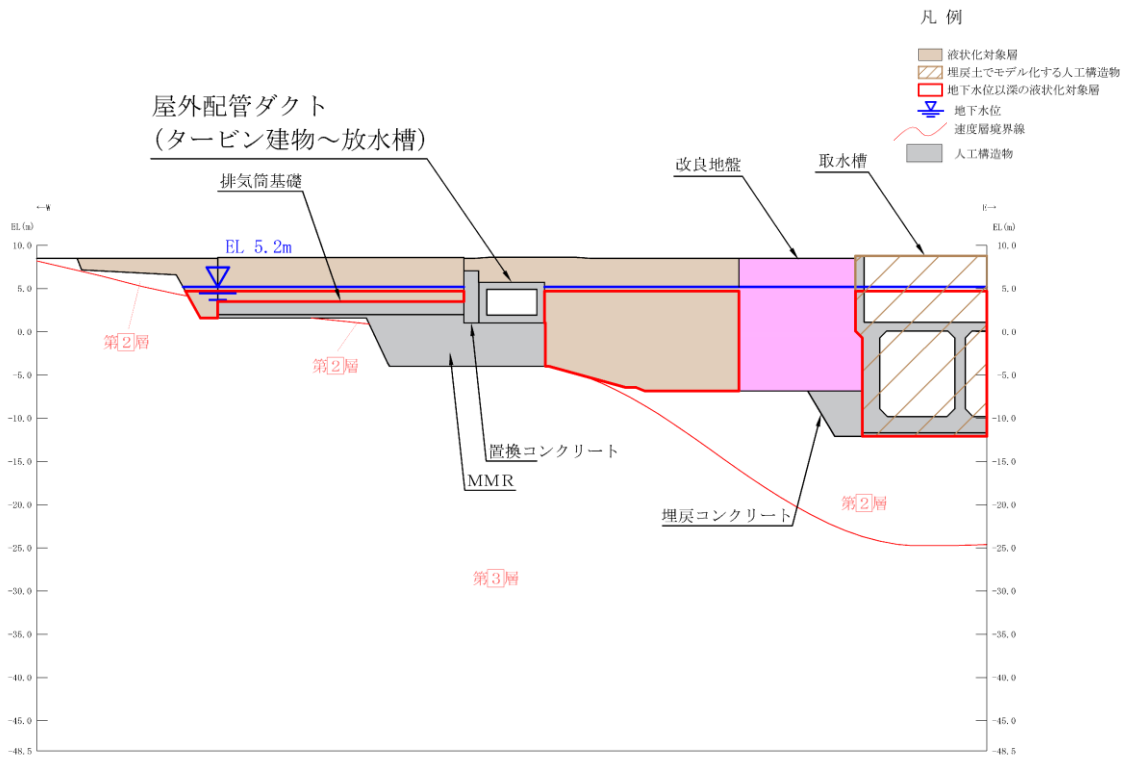 凡 例
液状化対象層
埋戻土でモデル化する人工構造物
地下水位以深の液状化対象層
地下水位
速度層境界線
人工構造物
屋外配管ダクト
(タービン建物～放水槽)
排気筒基礎
改良地盤
取水槽
←W
E→
EL(m)
EL(m)
EL 5.2m
10.0
10.0
5.0
5.0
0.0
0.0
第2層
第2層
-5.0
-5.0
-10.0
-10.0
置換コンクリート
-15.0
-15.0
MMR
第2層
-20.0
-20.0
埋戻コンクリート
-25.0
-25.0
第3層
-30.0
-30.0
-35.0
-35.0
-40.0
-40.0
-45.0
-45.0
-48.5
-48.5